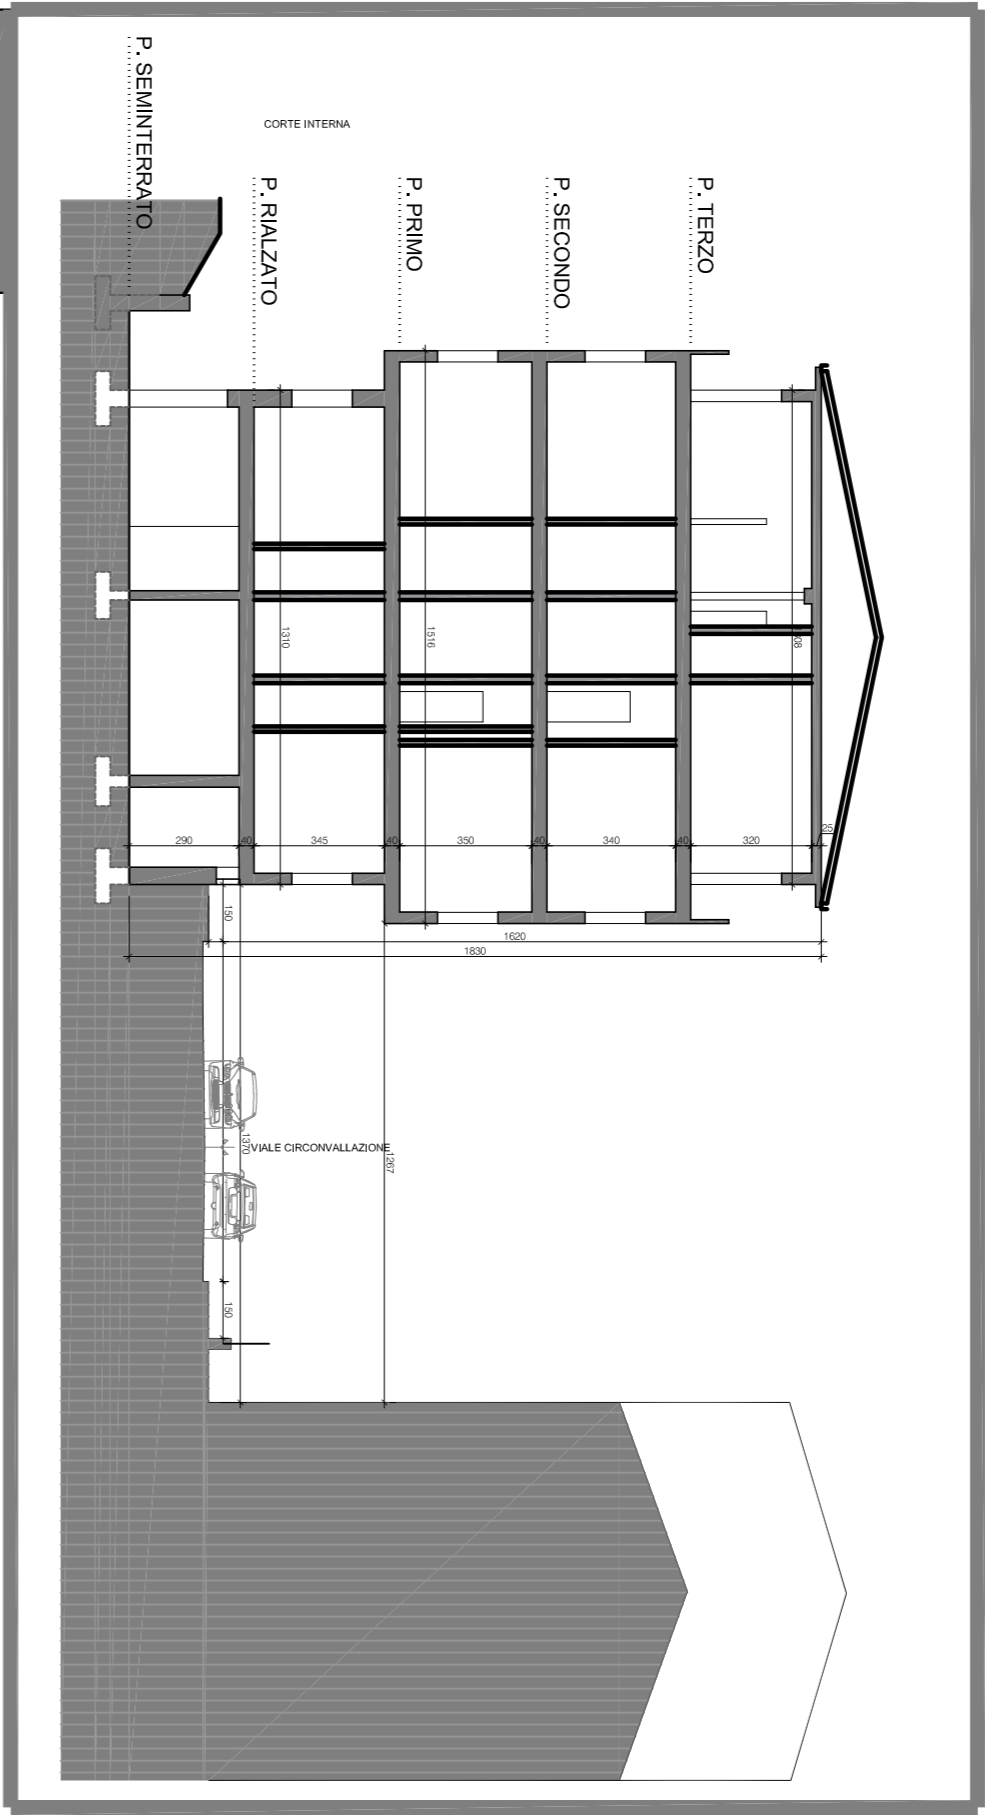 P. SEMINTERRATO
CORTE INTERNA
P. RIALZATO
P. PRIMO
P. SECONDO
P. TERZO
1310
1516
290
40
345
40
350
40
340
40
320
25
150
1620
1830
1370
VIALE CIRCONVALLAZIONE
1267
150